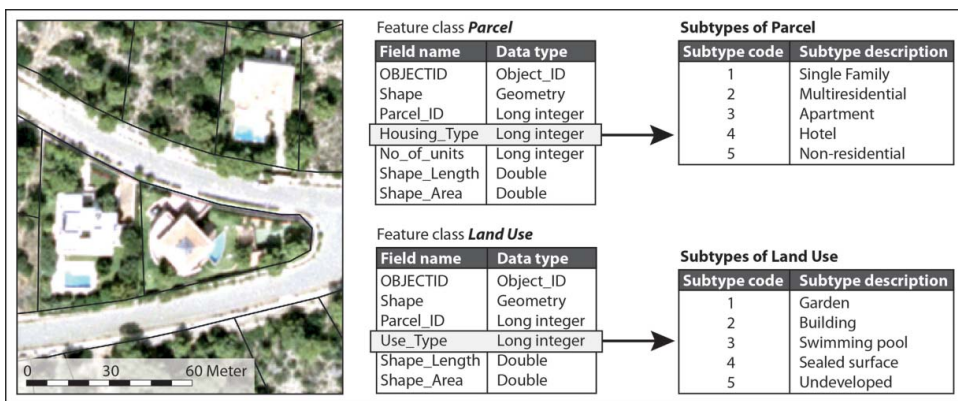 Feature class Parcel
Field name Data type
OBJECTID Object_ID
Shape Geometry
Parcel_ID Long integer
Housing_Type Long integer
No_of_units Long integer
Shape_Length Double
Shape_Area Double
Subtypes of Parcel
Subtype code Subtype description
1 Single Family
2 Multiresidential
3 Apartment
4 Hotel
5 Non-residential
Feature class Land Use
Field name Data type
OBJECTID Object_ID
Shape Geometry
Parcel_ID Long integer
Use_Type Long integer
Shape_Length Double
Shape_Area Double
Subtypes of Land Use
Subtype code Subtype description
1 Garden
2 Building
3 Swimming pool
4 Sealed surface
5 Undeveloped
0 30 60 Meter